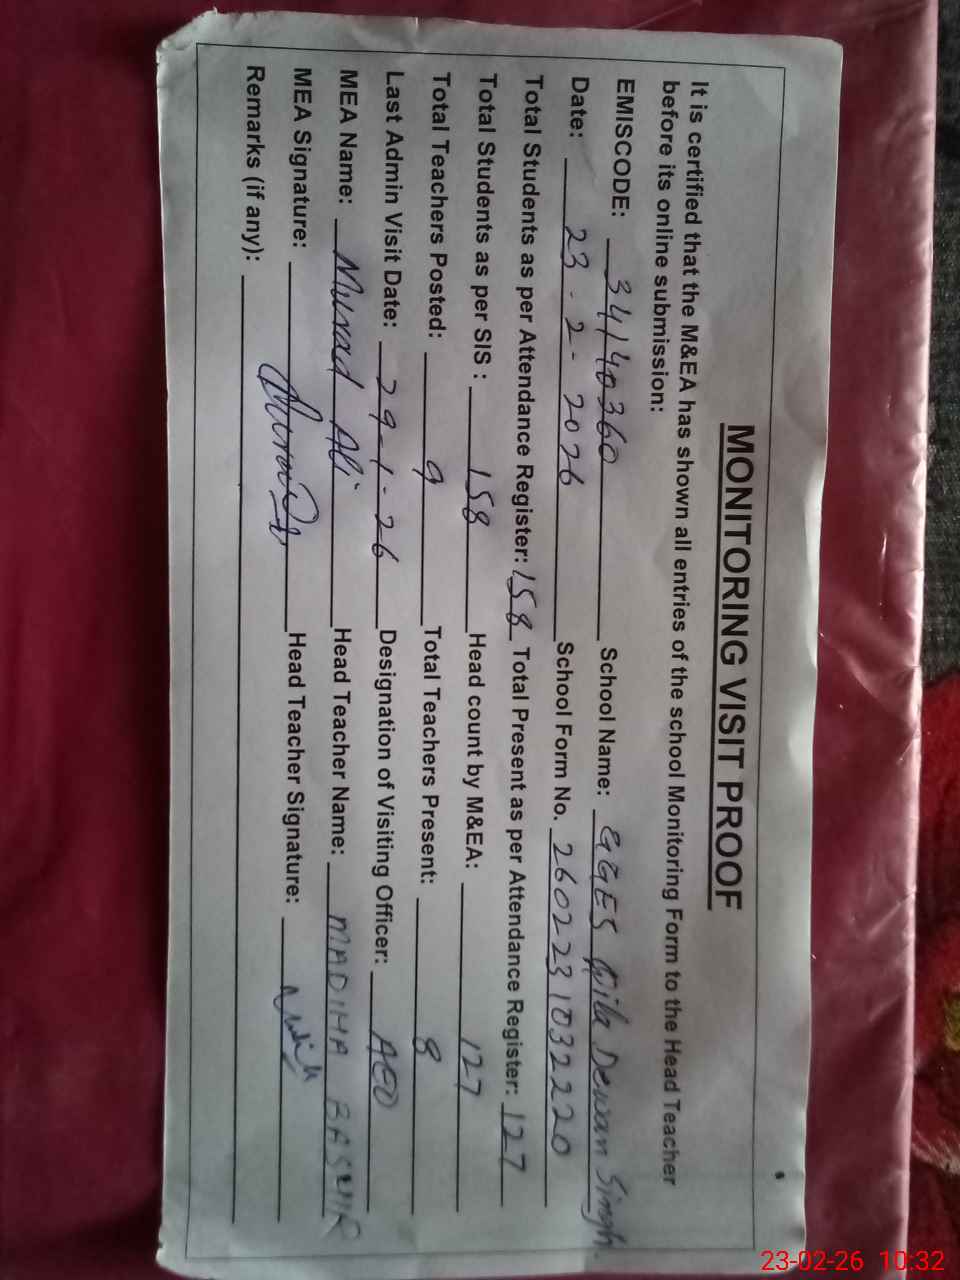 MONITORING VISIT PROOF
It is certified that the M&EA has shown all entries of the school Monitoring Form to the Head Teacher
before its online submission:
EMISCODE: 34140360 School Name: GGES Qila Dewan Singh.
Date: 23-2-2026 School Form No. 2602231032220
Total Students as per Attendance Register: 158 Total Present as per Attendance Register: 127
Total Students as per SIS : 158 Head count by M&EA: 127
Total Teachers Posted: 9 Total Teachers Present: 8
Last Admin Visit Date: 29-1-26 Designation of Visiting Officer: AEO
MEA Name: Murad Ali Head Teacher Name: MADIHA BASHIR
MEA Signature: Head Teacher Signature:
Remarks (if any):
23-02-26 10:32